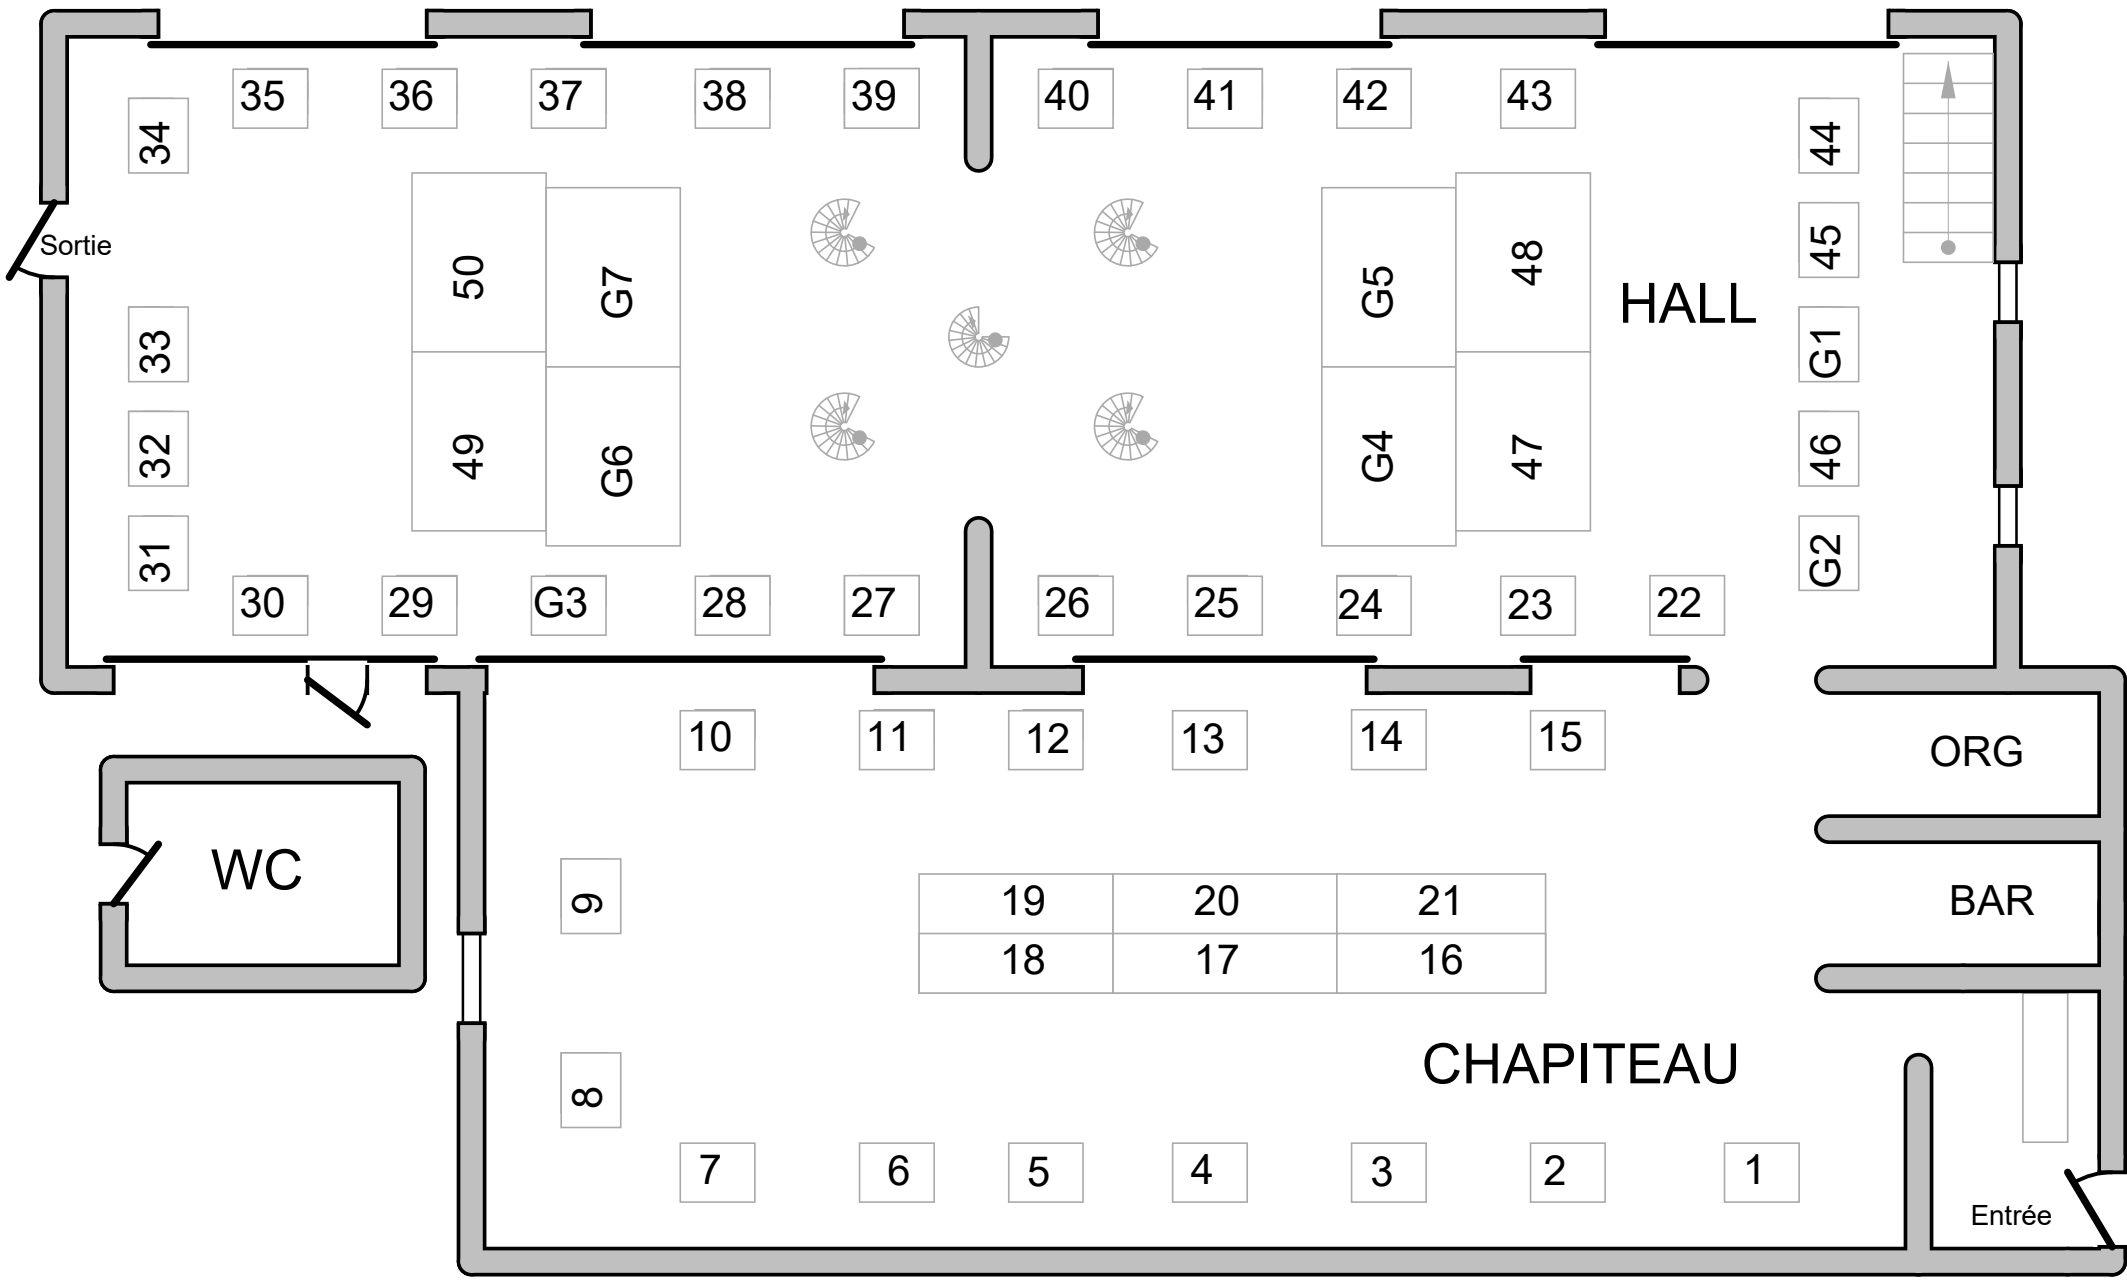 35 36 37 38 39 40 41 42 43
34 44
Sortie
50 G7 G5 48 HALL 45
33 G1
32 49 G6 G4 47 46
31 G2
30 29 G3 28 27 26 25 24 23 22
10 11 12 13 14 15 ORG
WC
9 19 20 21 BAR
18 17 16
CHAPITEAU
8
7 6 5 4 3 2 1
Entrée